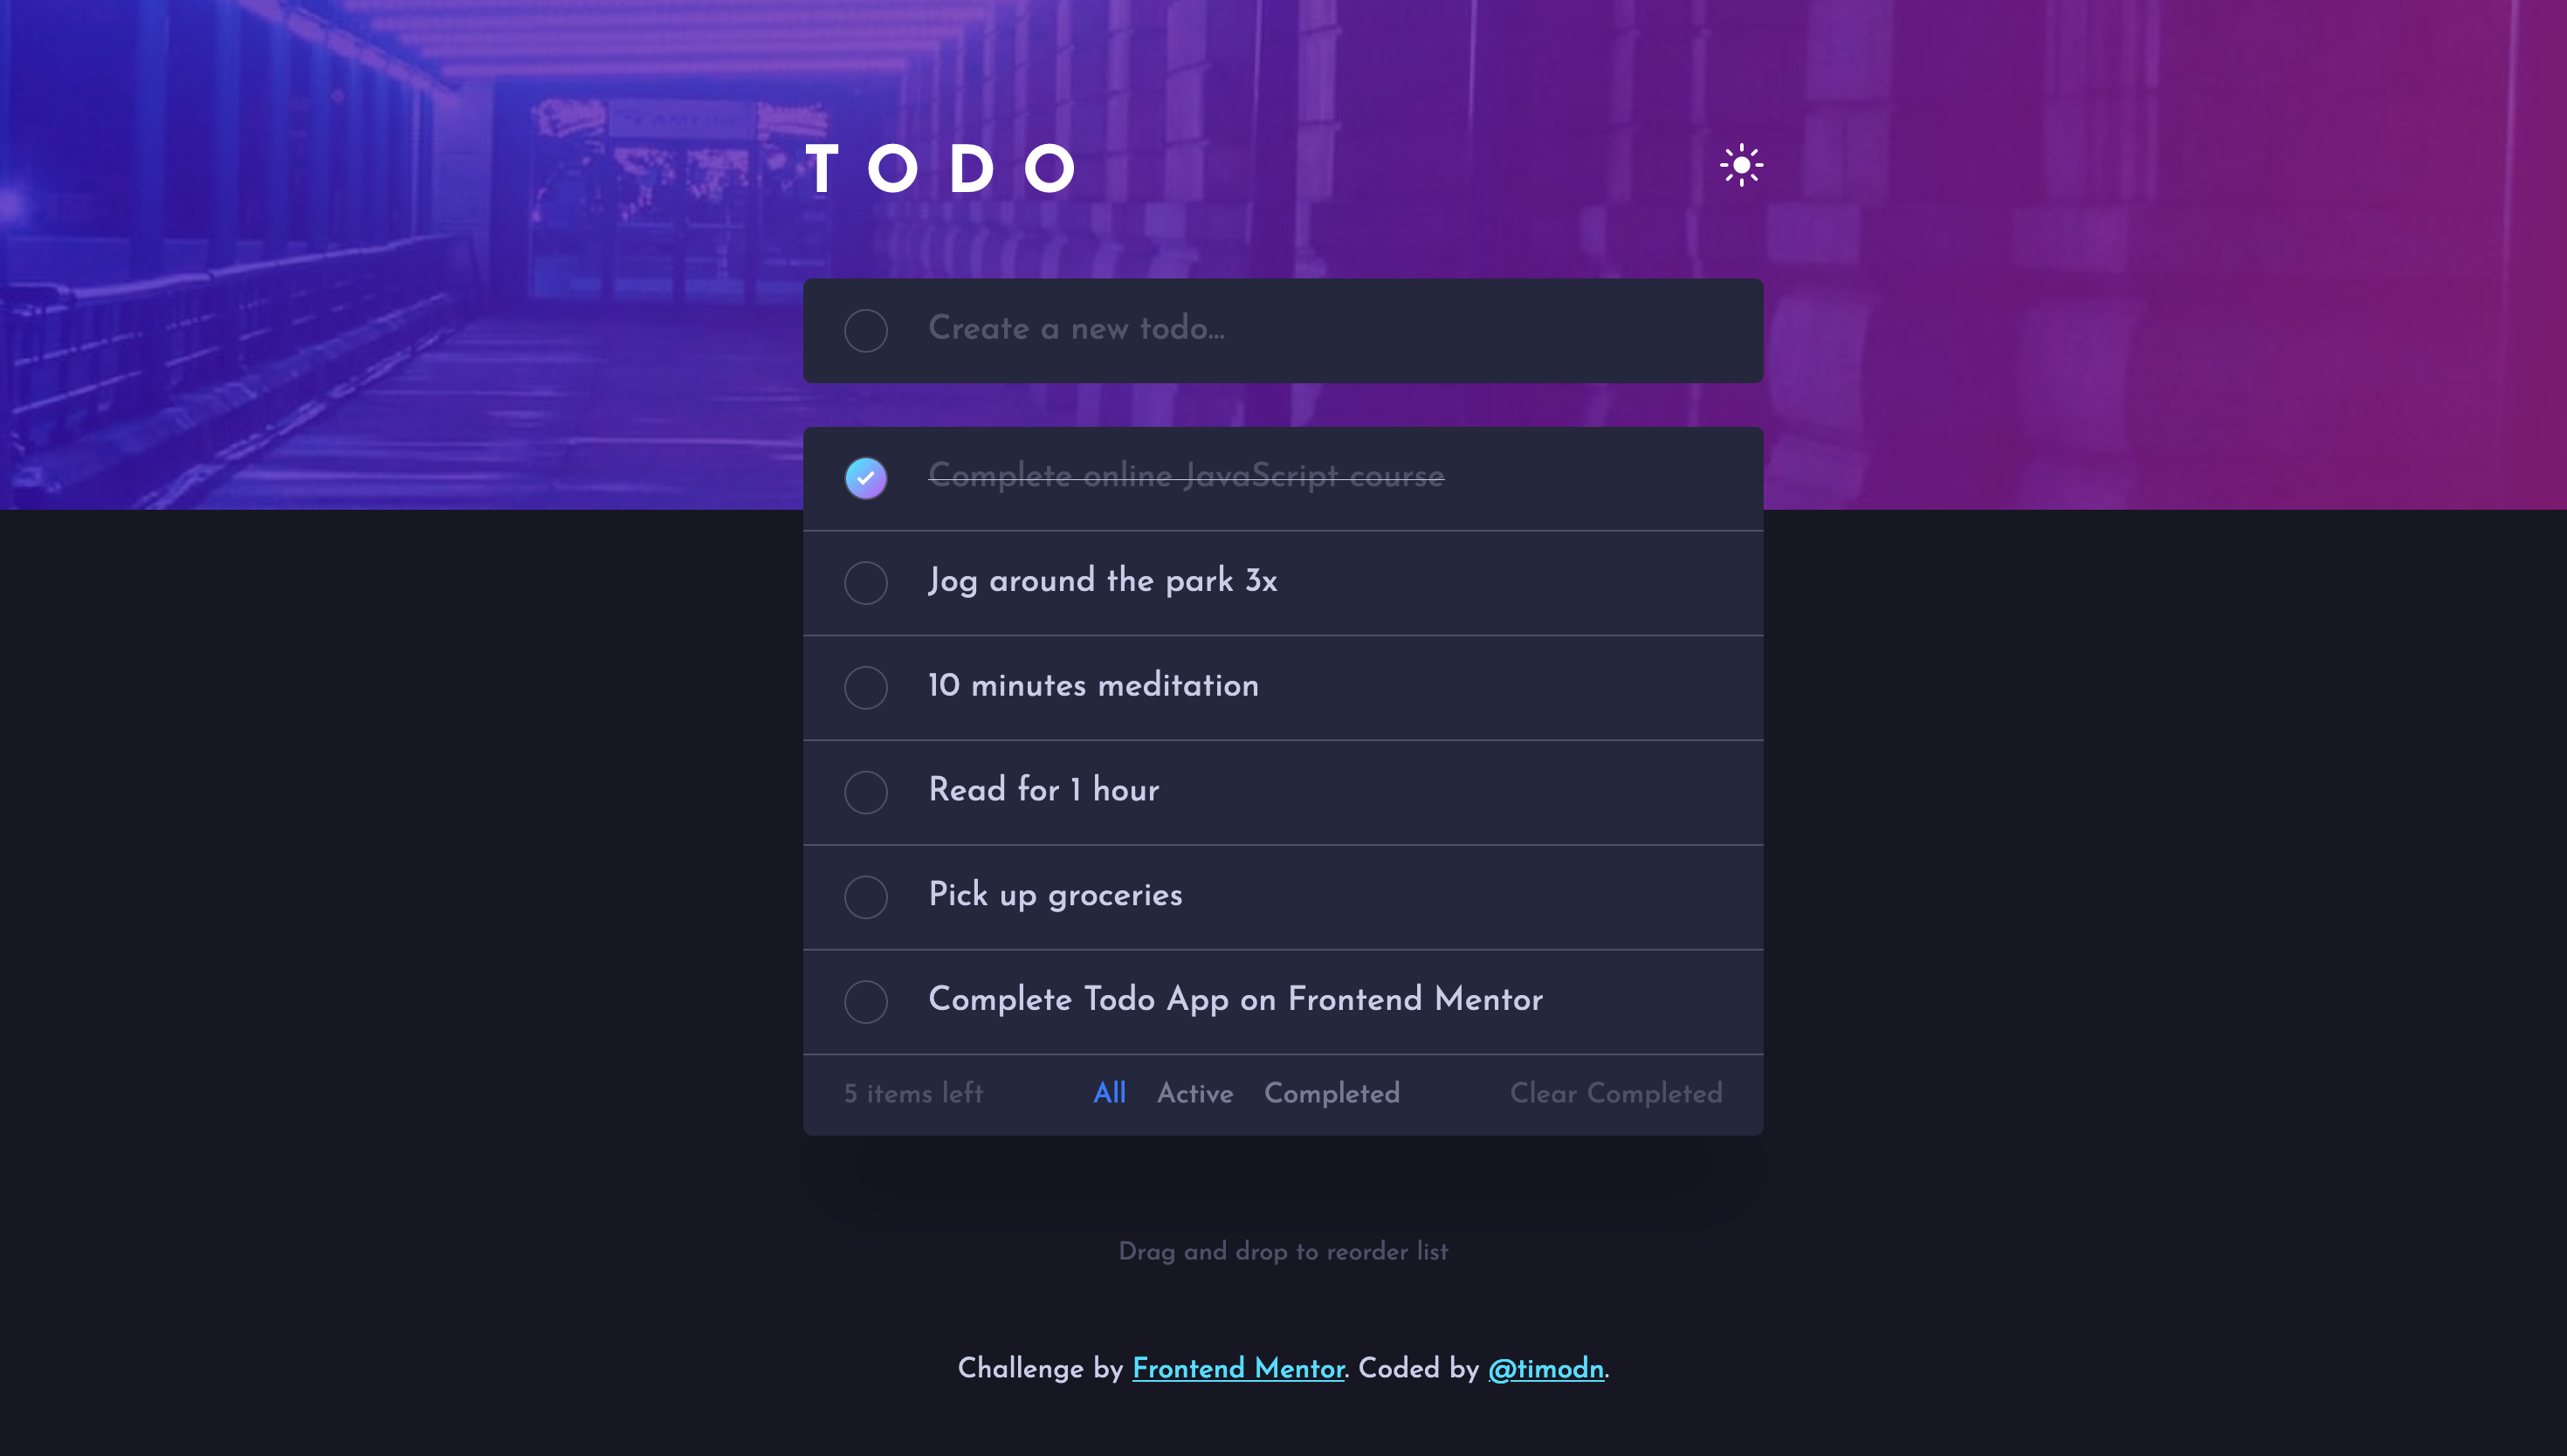 TODO
Create a new todo...
Complete online JavaScript course
Jog around the park 3x
10 minutes meditation
Read for 1 hour
Pick up groceries
Complete Todo App on Frontend Mentor
5 items left All Active Completed Clear Completed
Drag and drop to reorder list
Challenge by Frontend Mentor. Coded by @timodn.